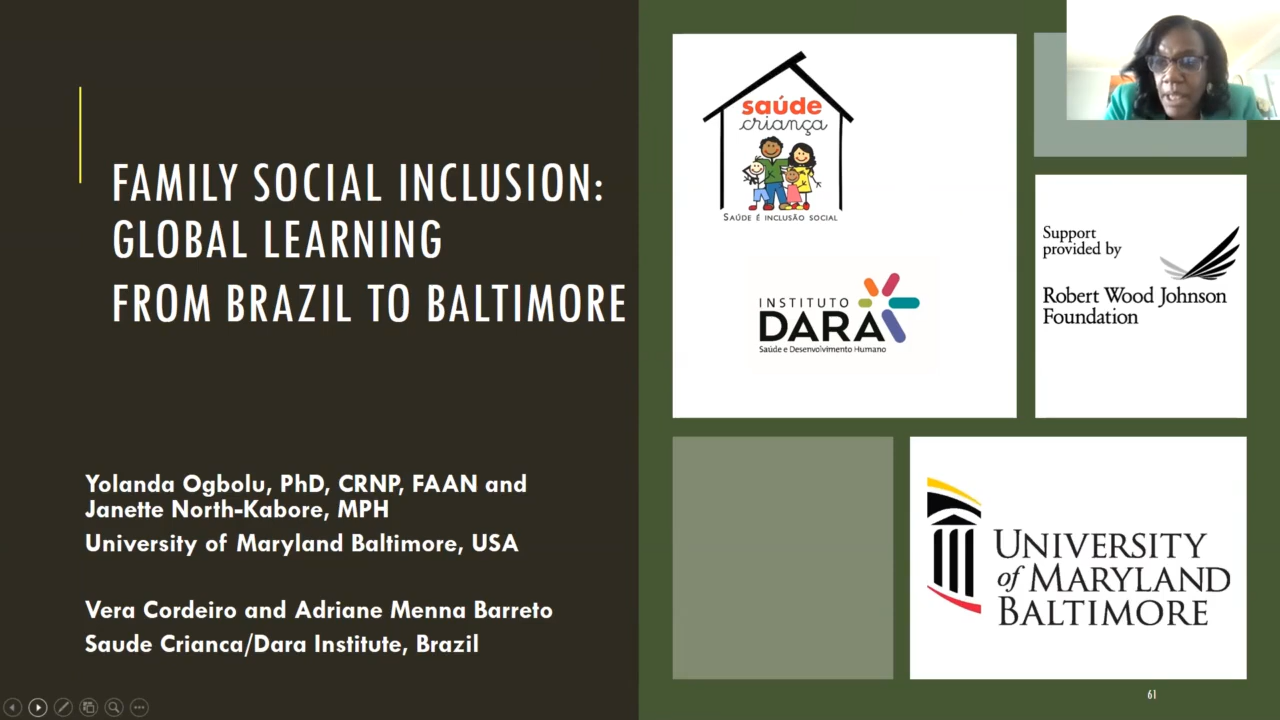 FAMILY SOCIAL INCLUSION:
GLOBAL LEARNING
FROM BRAZIL TO BALTIMORE
Yolanda Ogbolu, PhD, CRNP, FAAN and
Janette North-Kabore, MPH
University of Maryland Baltimore, USA
Vera Cordeiro and Adriane Menna Barreto
Saude Crianca/Dara Institute, Brazil
saúde
criança
SAÚDE É INCLUSÃO SOCIAL
INSTITUTO
DARA
Saúde e Desenvolvimento Humano
Support
provided by
Robert Wood Johnson
Foundation
UNIVERSITY
of MARYLAND
BALTIMORE
61